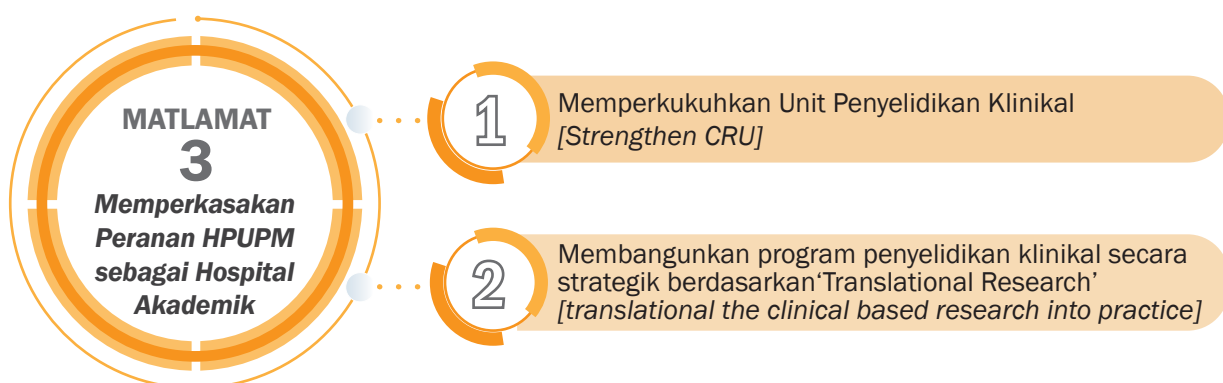 MATLAMAT
3
Memperkasakan
Peranan HPUPM
sebagai Hospital
Akademik
1
Memperkukuhkan Unit Penyelidikan Klinikal
[Strengthen CRU]
2
Membangunkan program penyelidikan klinikal secara
strategik berdasarkan‘Translational Research’
[translational the clinical based research into practice]